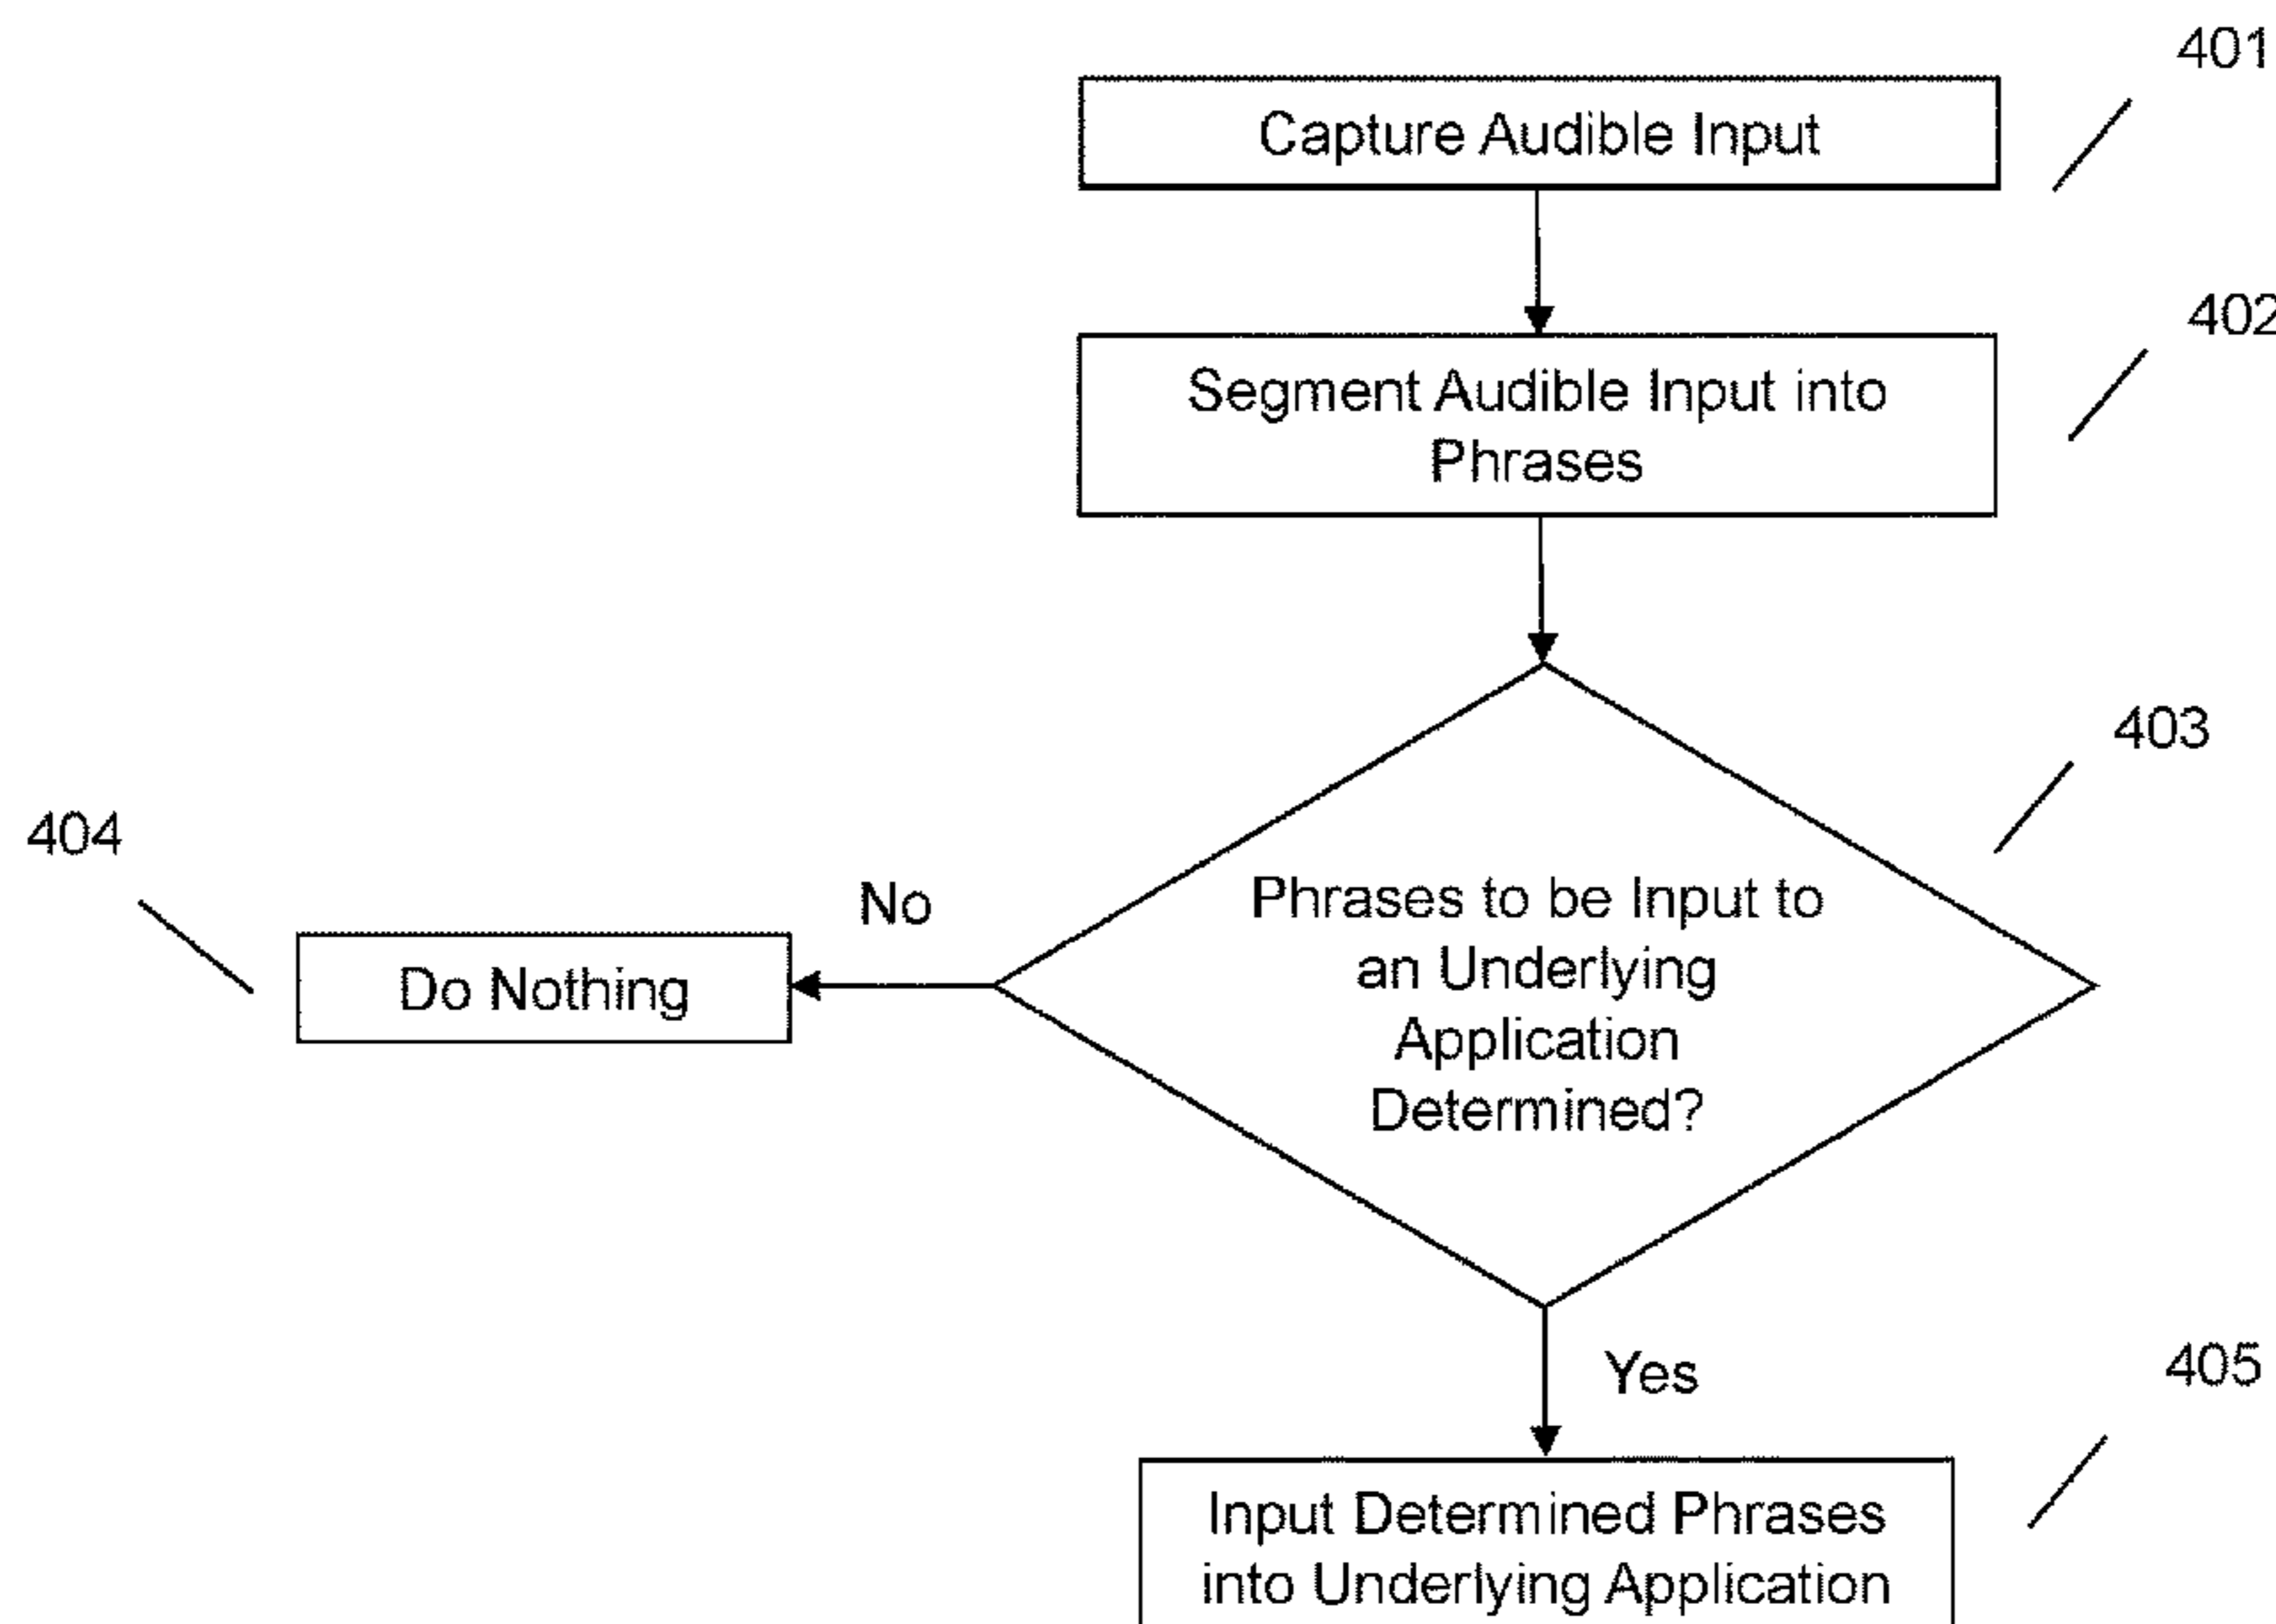 401
Capture Audible Input
402
Segment Audible Input into
Phrases
403
404
No
Phrases to be Input to
an Underlying
Application
Determined?
Do Nothing
Yes
405
Input Determined Phrases
into Underlying Application